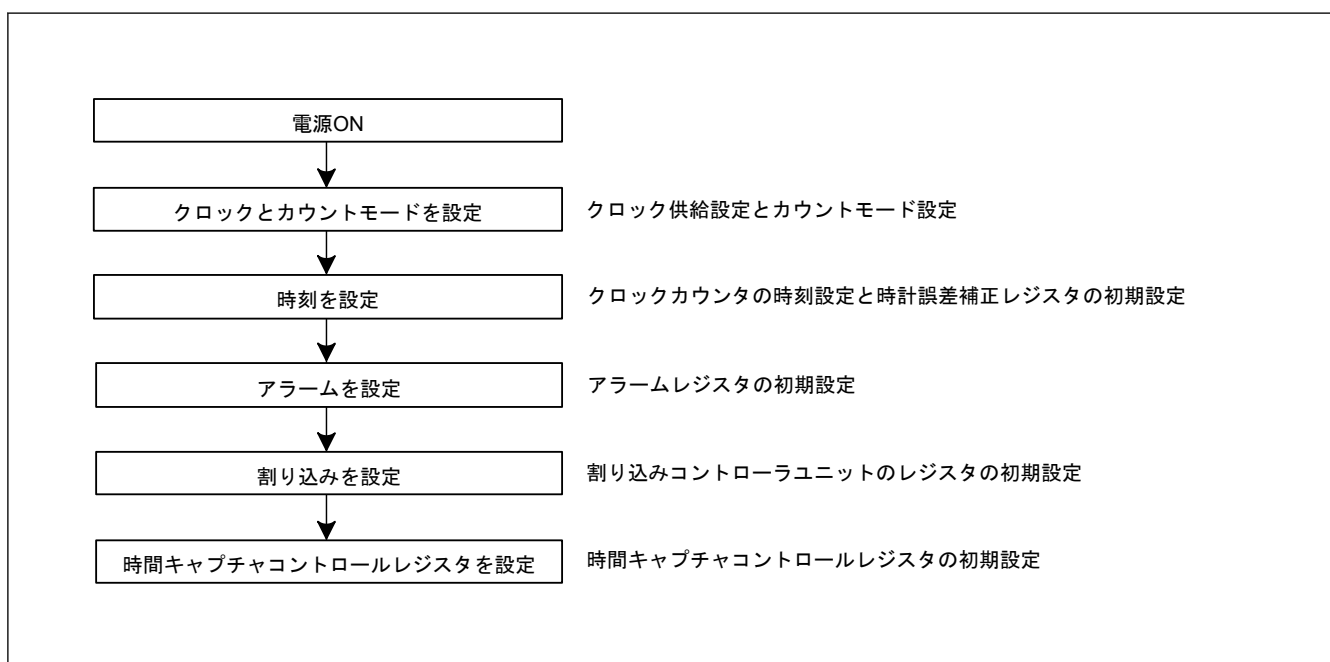 電源ON
クロックとカウントモードを設定
クロック供給設定とカウントモード設定
時刻を設定
クロックカウンタの時刻設定と時計誤差補正レジスタの初期設定
アラームを設定
アラームレジスタの初期設定
割り込みを設定
割り込みコントローラユニットのレジスタの初期設定
時間キャプチャコントロールレジスタを設定
時間キャプチャコントロールレジスタの初期設定